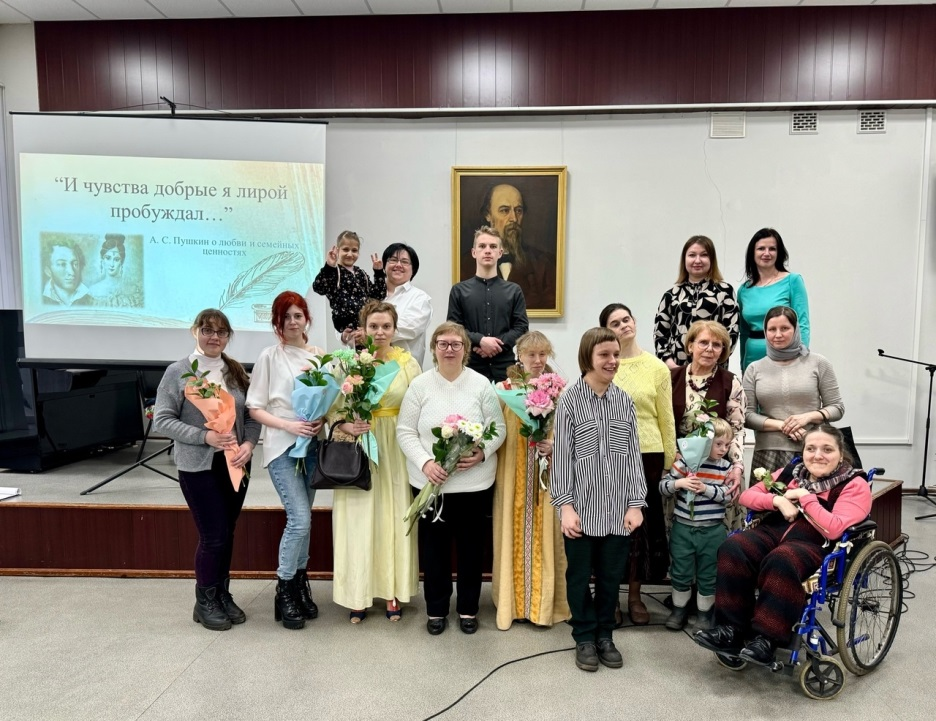 “И чувства добрые я лирой
пробуждал…”
А. С. Пушкин о любви и семейных
ценностях